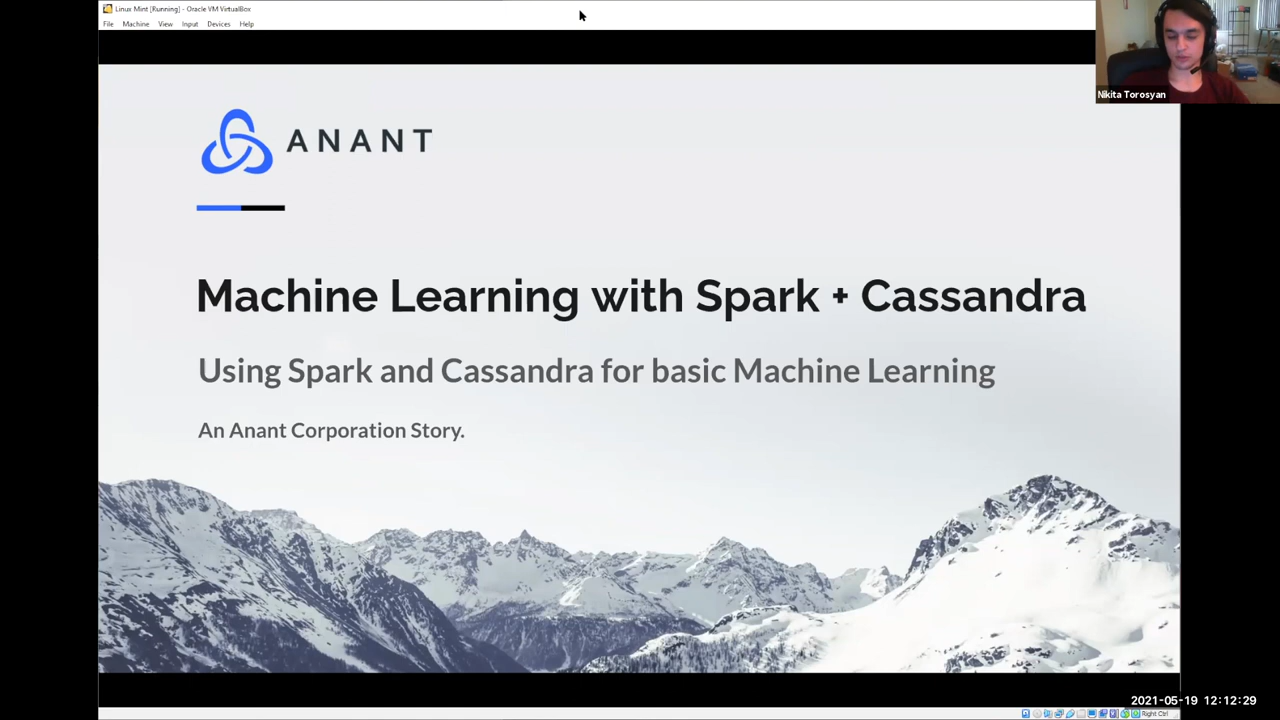 Linux Mint [Running] - Oracle VM VirtualBox
File Machine View Input Devices Help
Nikita Torosyan
ANANT
Machine Learning with Spark + Cassandra
Using Spark and Cassandra for basic Machine Learning
An Anant Corporation Story.
2021-05-19 12:12:29
Right Ctrl